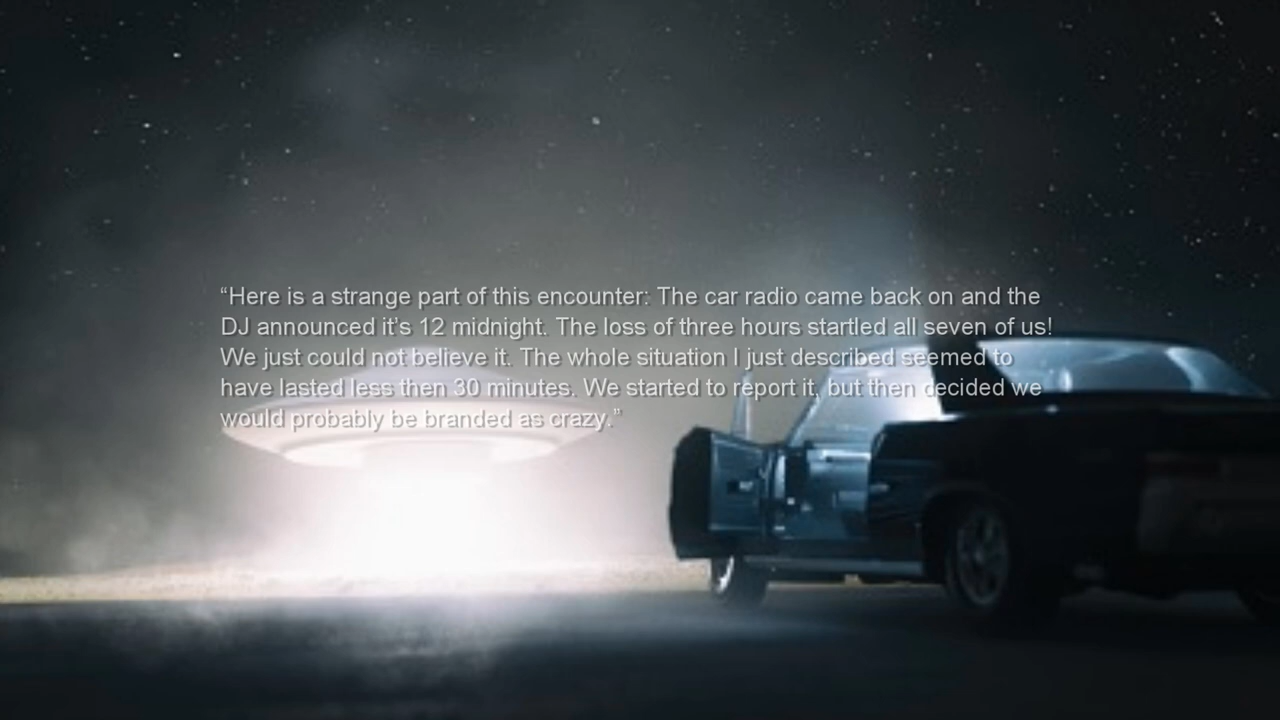 “Here is a strange part of this encounter: The car radio came back on and the
DJ announced it’s 12 midnight. The loss of three hours startled all seven of us!
We just could not believe it. The whole situation I just described seemed to
have lasted less then 30 minutes. We started to report it, but then decided we
would probably be branded as crazy.”